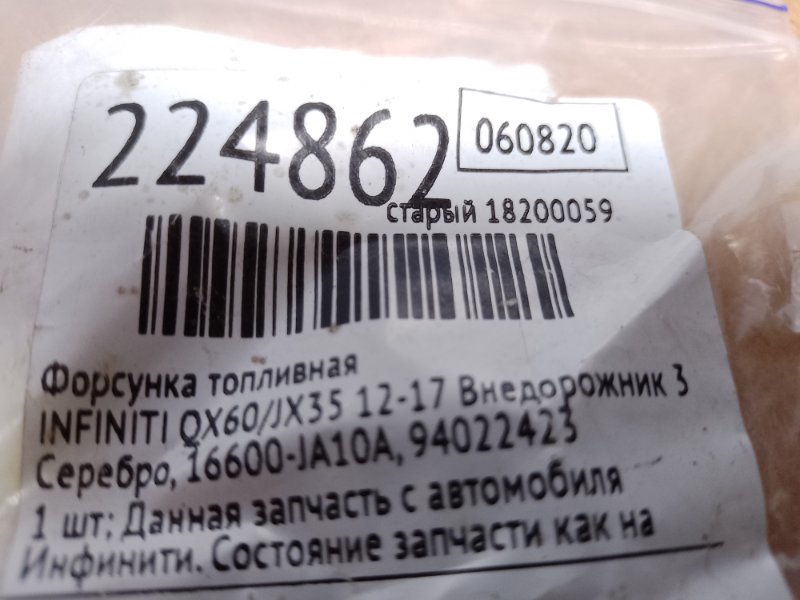 224862
060820
старый 18200059
Форсунка топливная
INFINITI QX60/JX35 12-17 Внедорожник 3
Серебро, 16600-JA10A, 94022423
1 шт; Данная запчасть с автомобиля
Инфинити. Состояние запчасти как на